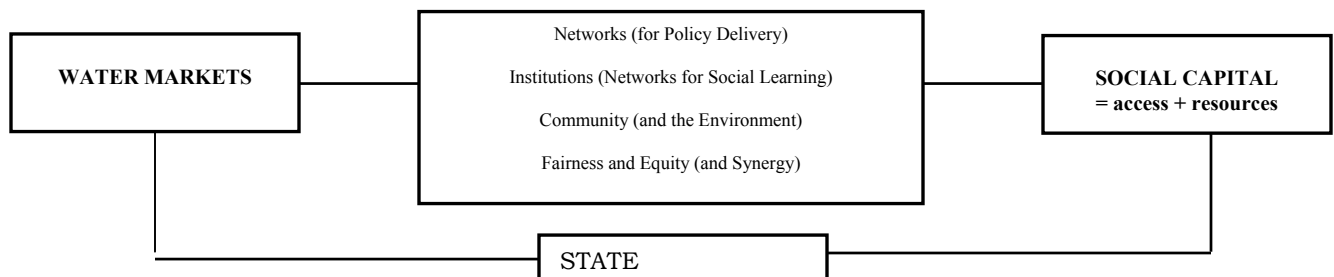 WATER MARKETS
Networks (for Policy Delivery)
Institutions (Networks for Social Learning)
Community (and the Environment)
Fairness and Equity (and Synergy)
SOCIAL CAPITAL
= access + resources
STATE